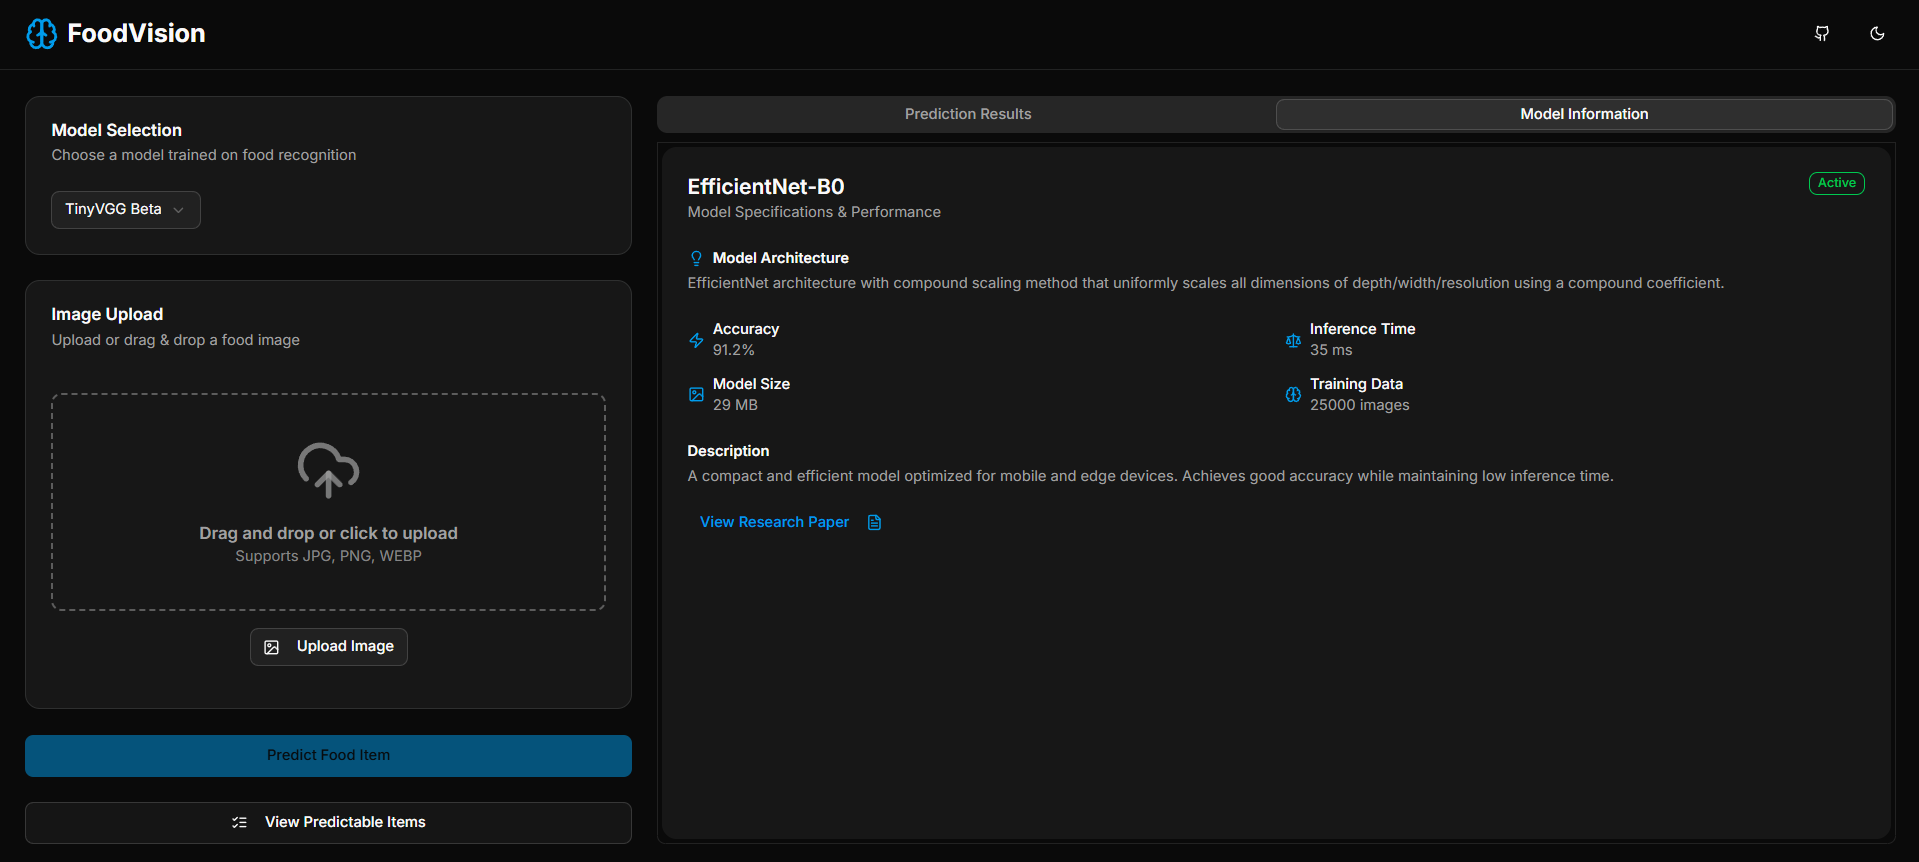 FoodVision
Model Selection
Choose a model trained on food recognition
TinyVGG Beta
Image Upload
Upload or drag & drop a food image
Drag and drop or click to upload
Supports JPG, PNG, WEBP
Upload Image
Predict Food Item
View Predictable Items
Prediction Results
Model Information
EfficientNet-B0
Active
Model Specifications & Performance
Model Architecture
EfficientNet architecture with compound scaling method that uniformly scales all dimensions of depth/width/resolution using a compound coefficient.
Accuracy
91.2%
Inference Time
35 ms
Model Size
29 MB
Training Data
25000 images
Description
A compact and efficient model optimized for mobile and edge devices. Achieves good accuracy while maintaining low inference time.
View Research Paper